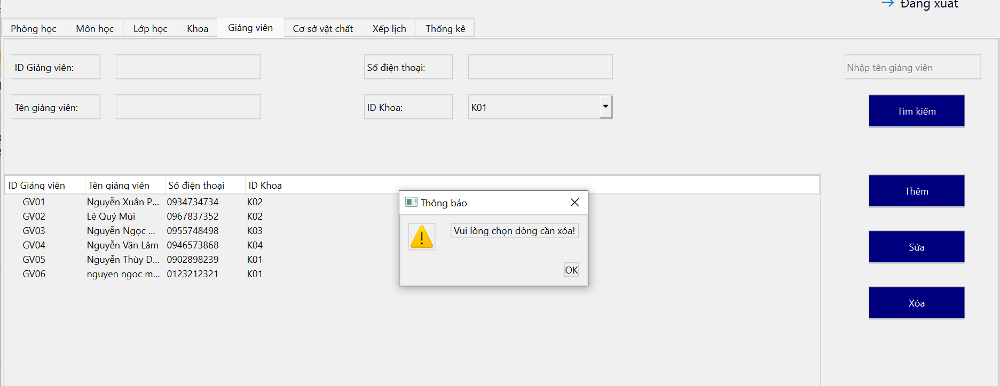 Đăng xuất
Phòng học Môn học Lớp học Khoa Giảng viên Cơ sở vật chất Xếp lịch Thống kê
ID Giảng viên: Số điện thoại: Nhập tên giảng viên
Tên giảng viên: ID Khoa: K01
Tìm kiếm
ID Giảng viên Tên giảng viên Số điện thoại ID Khoa
GV01 Nguyễn Xuân P... 0934734734 K02
GV02 Lê Quý Mùi 0967837352 K02
GV03 Nguyễn Ngọc ... 0955748498 K03
GV04 Nguyễn Văn Lâm 0946573868 K04
GV05 Nguyễn Thùy D... 0902898239 K01
GV06 nguyen ngoc m... 0123212321 K01
Thông báo
Vui lòng chọn dòng cần xóa!
OK
Thêm
Sửa
Xóa